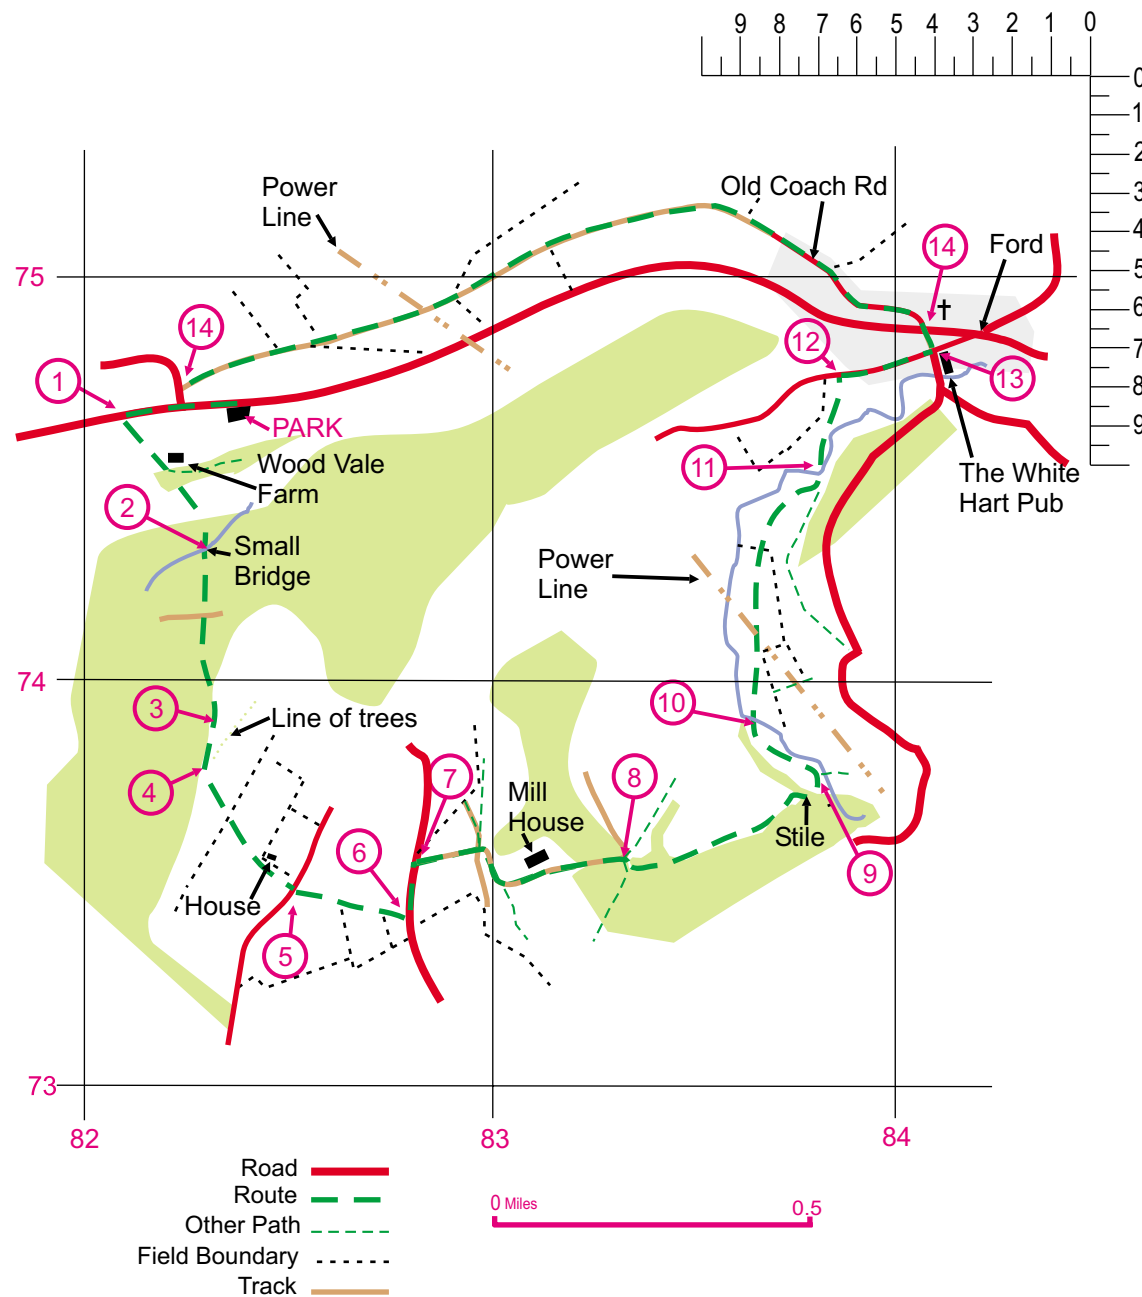 9 8 7 6 5 4 3 2 1 0
0
1
2
3
4
5
6
7
8
9
Power
Line
Old Coach Rd
14
Ford
75
14
12
1
13
PARK
Wood Vale
Farm
11
The White
Hart Pub
2
Small
Bridge
Power
Line
74
3
Line of trees
10
4
7
8
Mill
House
6
Stile
9
House
5
73
82
83
84
Road
Route
Other Path
Field Boundary
Track
0 Miles
0.5